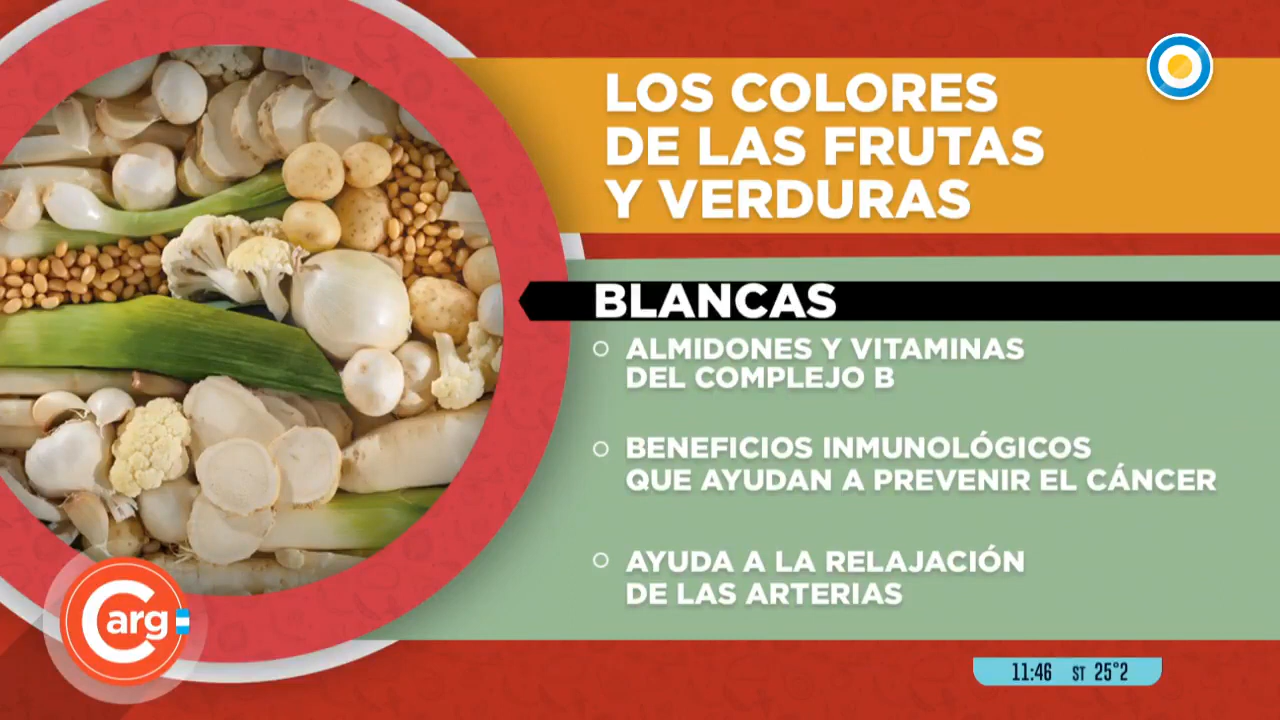 LOS COLORES
DE LAS FRUTAS
Y VERDURAS
BLANCAS
ALMIDONES Y VITAMINAS
DEL COMPLEJO B
BENEFICIOS INMUNOLÓGICOS
QUE AYUDAN A PREVENIR EL CÁNCER
AYUDA A LA RELAJACIÓN
DE LAS ARTERIAS
C arg
11:46 ST 25°2